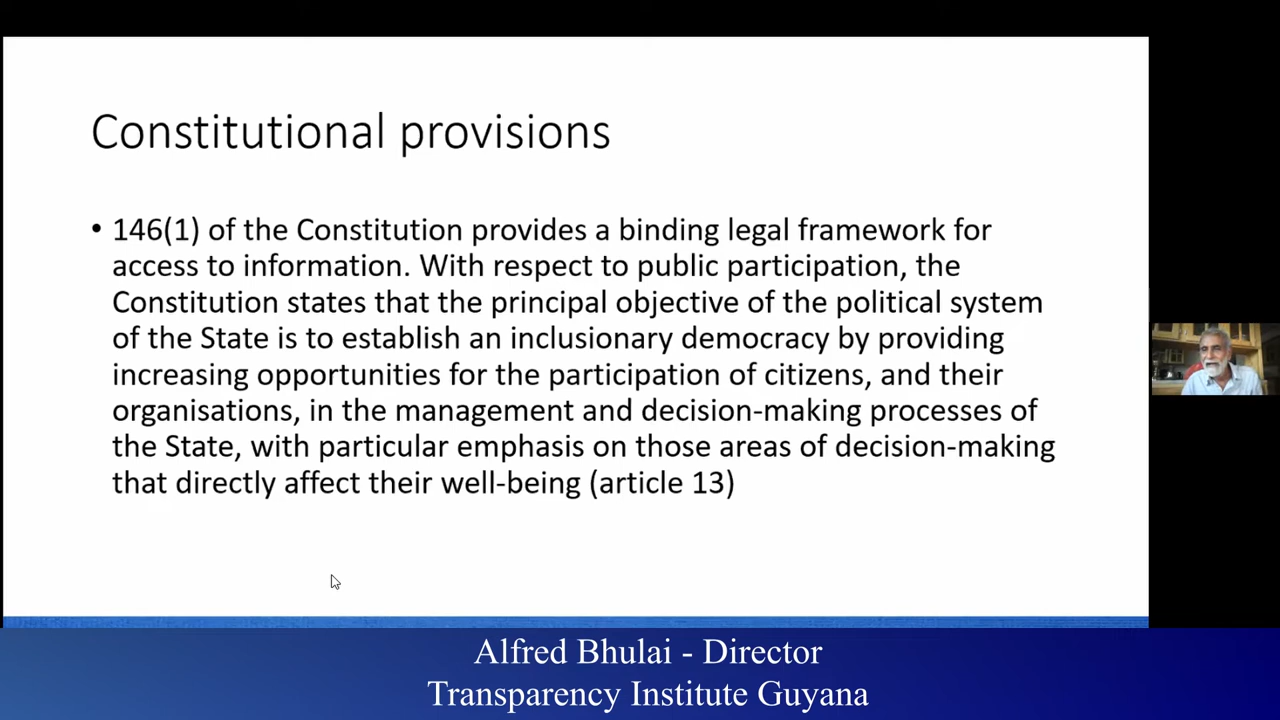 Constitutional provisions
• 146(1) of the Constitution provides a binding legal framework for
access to information. With respect to public participation, the
Constitution states that the principal objective of the political system
of the State is to establish an inclusionary democracy by providing
increasing opportunities for the participation of citizens, and their
organisations, in the management and decision-making processes of
the State, with particular emphasis on those areas of decision-making
that directly affect their well-being (article 13)
Alfred Bhulai - Director
Transparency Institute Guyana